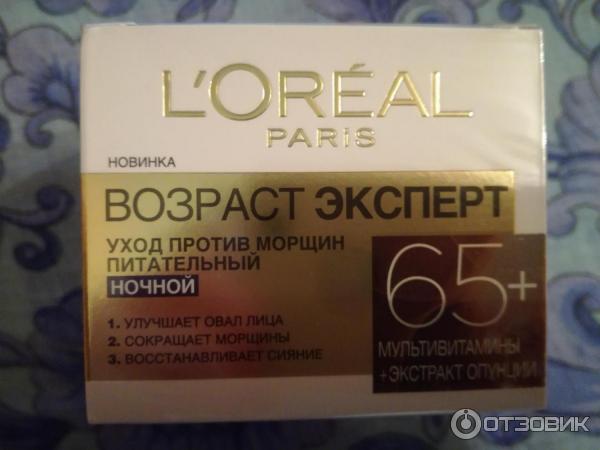 L'ORÉAL
PARIS
НОВИНКА
ВОЗРАСТ ЭКСПЕРТ
УХОД ПРОТИВ МОРЩИН
ПИТАТЕЛЬНЫЙ
НОЧНОЙ
1. УЛУЧШАЕТ ОВАЛ ЛИЦА
2. СОКРАЩАЕТ МОРЩИНЫ
3. ВОССТАНАВЛИВАЕТ СИЯНИЕ
65+
МУЛЬТИВИТАМИНЫ
+ЭКСТРАКТ ОПУНЦИИ
ОТЗОВИК